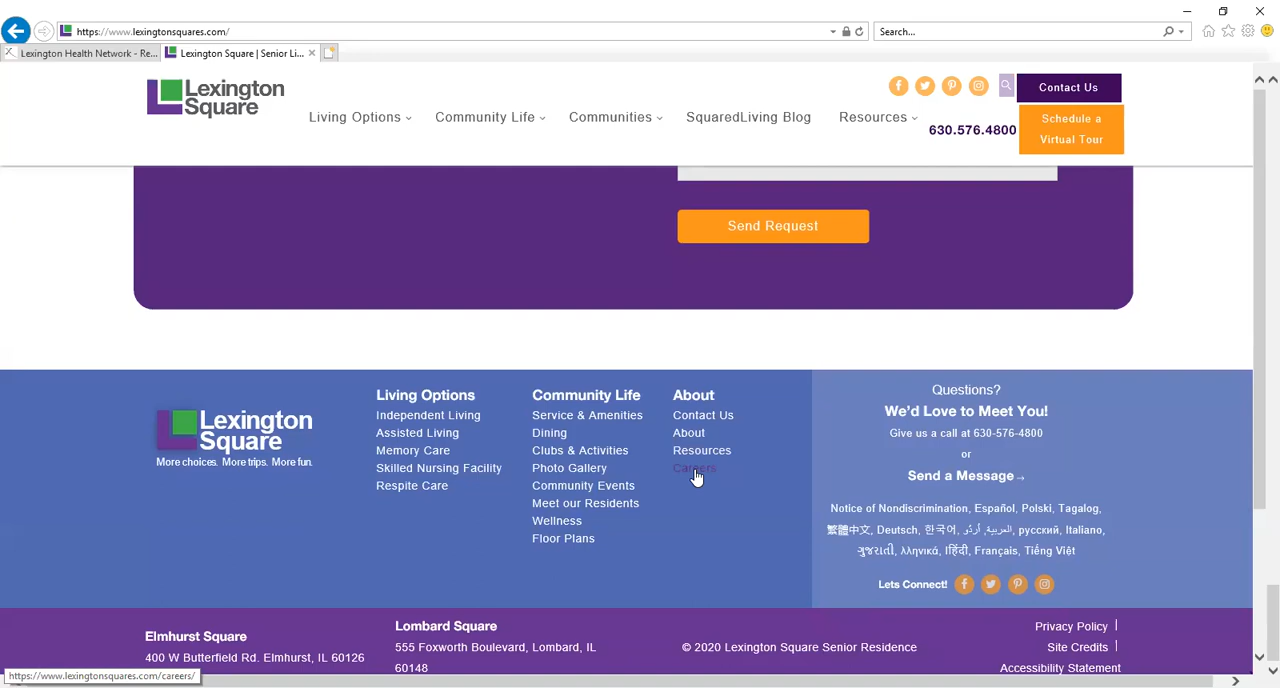 https://www.lexingtonsquares.com/
Search...
Lexington Health Network - Re...
Lexington Square | Senior Li...
Lexington
Square
Living Options
Community Life
Communities
SquaredLiving Blog
Resources
630.576.4800
Contact Us
Schedule a
Virtual Tour
Send Request
Lexington
Square
More choices. More trips. More fun.
Living Options
Independent Living
Assisted Living
Memory Care
Skilled Nursing Facility
Respite Care
Community Life
Service & Amenities
Dining
Clubs & Activities
Photo Gallery
Community Events
Meet our Residents
Wellness
Floor Plans
About
Contact Us
About
Resources
Careers
Questions?
We'd Love to Meet You!
Give us a call at 630-576-4800
or
Send a Message→
Notice of Nondiscrimination, Español, Polski, Tagalog,
繁體中文, Deutsch, 한국어, العربية, اُردُو, русский, Italiano,
ગુજરાતી, λληνικά, हिंदी, Français, Tiếng Việt
Lets Connect!
Elmhurst Square
400 W Butterfield Rd. Elmhurst, IL 60126
Lombard Square
555 Foxworth Boulevard, Lombard, IL
60148
© 2020 Lexington Square Senior Residence
Privacy Policy |
Site Credits |
Accessibility Statement
https://www.lexingtonsquares.com/careers/